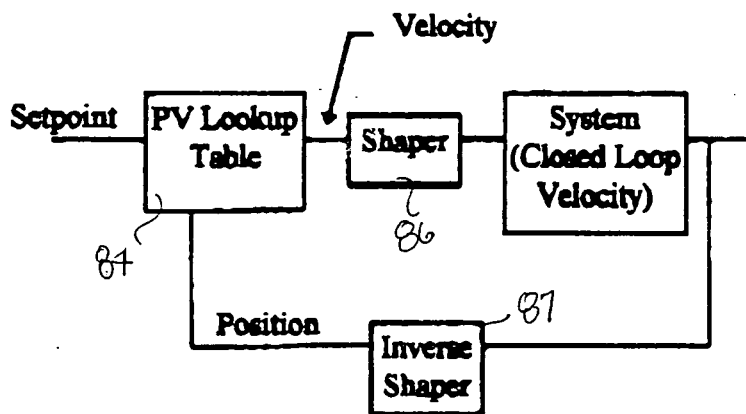 Velocity
Setpoint
PV Lookup
Table
Shaper
System
(Closed Loop
Velocity)
84
86
87
Position
Inverse
Shaper